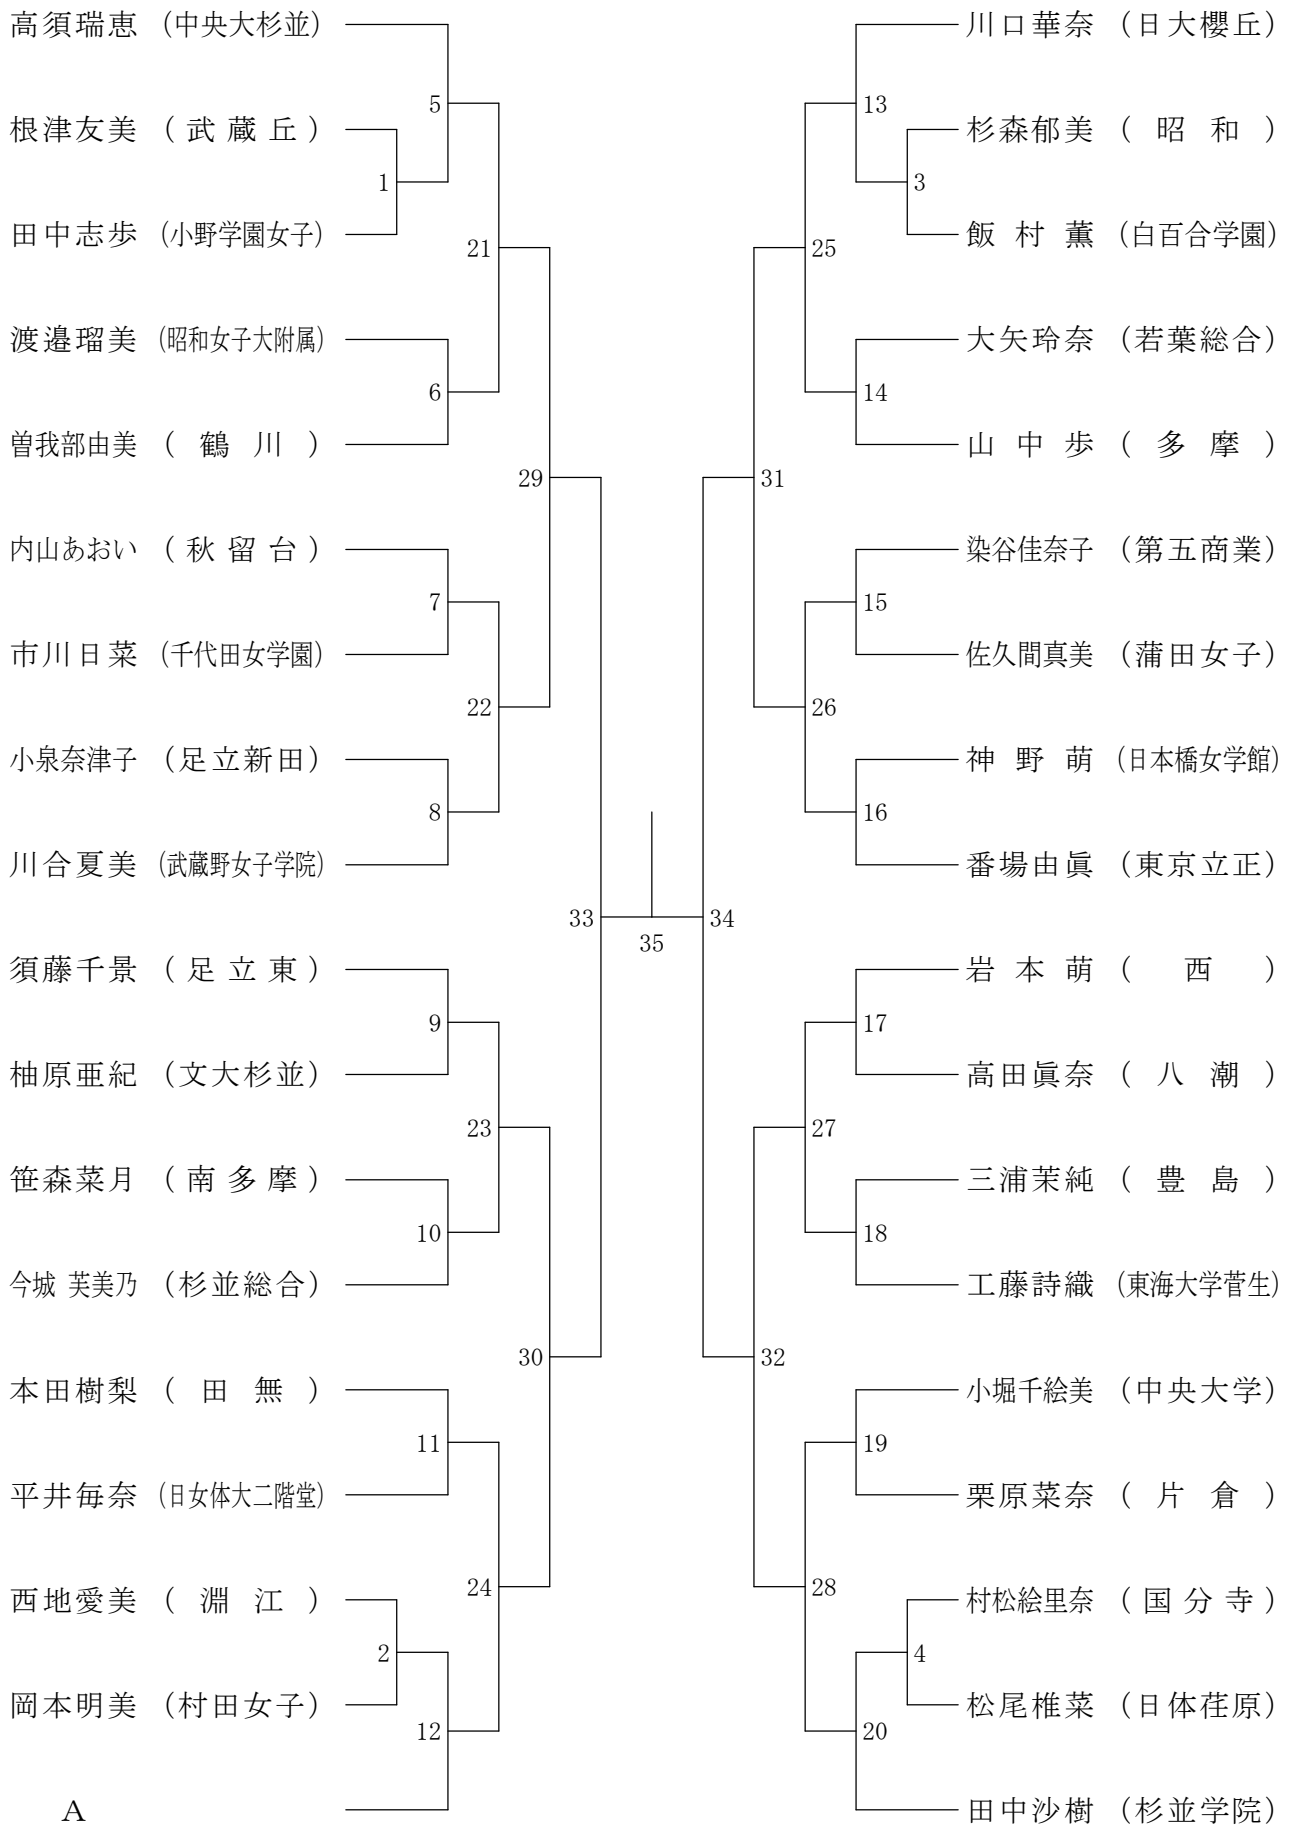 高須瑞恵 (中央大杉並)
5
根津友美 (武蔵丘)
1
田中志歩 (小野学園女子)
21
渡邉瑠美 (昭和女子大附属)
6
曽我部由美 (鶴川)
29
内山あおい (秋留台)
7
市川日菜 (千代田女学園)
22
小泉奈津子 (足立新田)
8
川合夏美 (武蔵野女子学院)
33
須藤千景 (足立東)
9
柚原亜紀 (文大杉並)
23
笹森菜月 (南多摩)
10
今城 芙美乃 (杉並総合)
30
本田樹梨 (田無)
11
平井毎奈 (日女体大二階堂)
24
西地愛美 (淵江)
2
岡本明美 (村田女子)
12
A
35
川口華奈 (日大櫻丘)
13
杉森郁美 (昭和)
3
飯村薫 (白百合学園)
25
大矢玲奈 (若葉総合)
14
山中歩 (多摩)
31
染谷佳奈子 (第五商業)
15
佐久間真美 (蒲田女子)
26
神野萌 (日本橋女学館)
16
番場由眞 (東京立正)
34
岩本萌 (西)
17
高田眞奈 (八潮)
27
三浦茉純 (豊島)
18
工藤詩織 (東海大学菅生)
32
小堀千絵美 (中央大学)
19
栗原菜奈 (片倉)
28
村松絵里奈 (国分寺)
4
松尾椎菜 (日体荏原)
20
田中沙樹 (杉並学院)